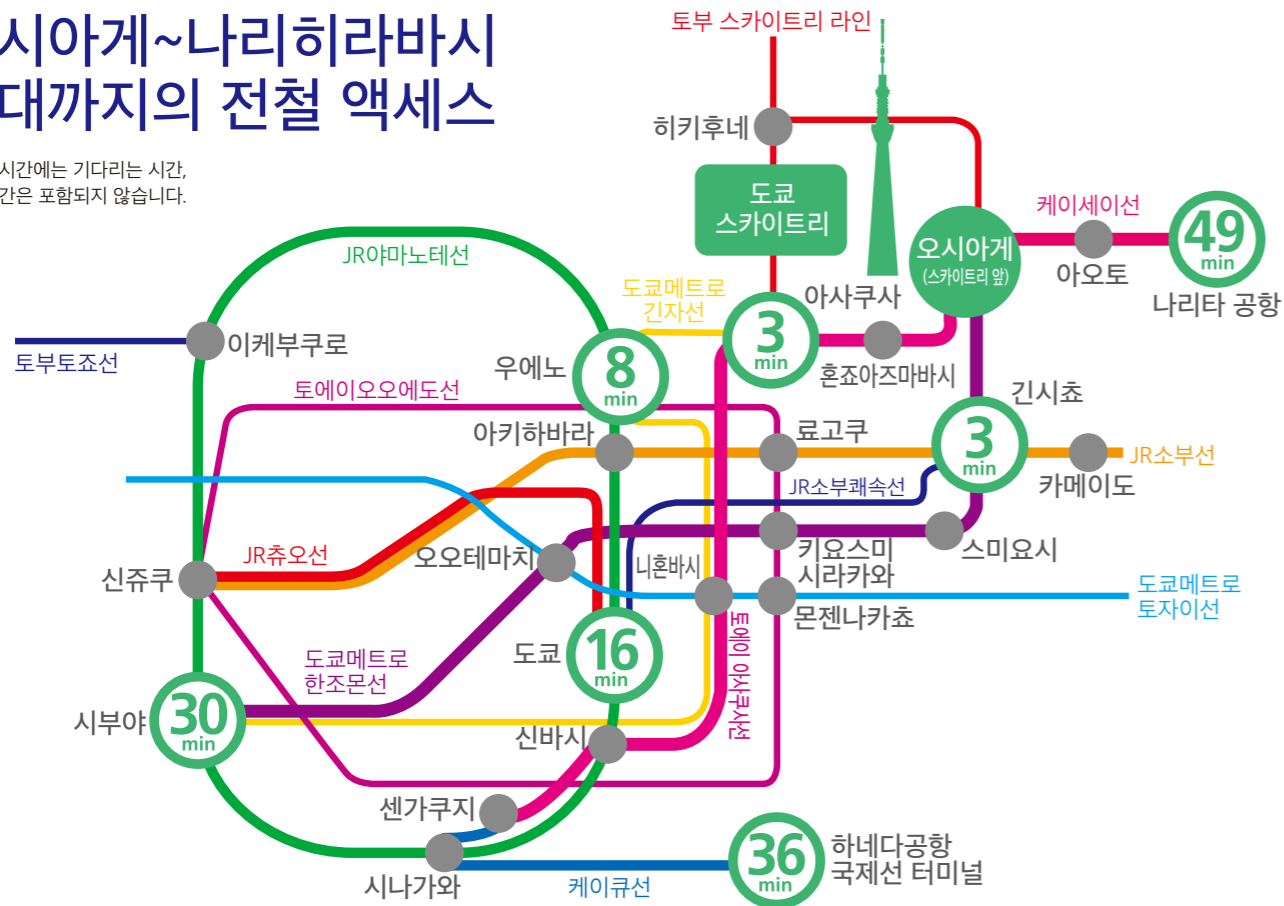 시아게~나리히라바시
대까지의 전철 액세스
시간에는 기다리는 시간,
간은 포함되지 않습니다.
토부 스카이트리 라인
히키후네
도쿄
스카이트리
오시아게
(스카이트리 앞)
케이세이선
아오토
49
min
나리타 공항
JR야마노테선
도쿄메트로
긴자선
아사쿠사
3
min
혼죠아즈마바시
토부토죠선
이케부쿠로
우에노
8
min
토에이오오에도선
긴시쵸
3
min
아키하바라
료고쿠
JR소부선
카메이도
JR소부쾌속선
JR츄오선
오오테마치
니혼바시
키요스미
시라카와
스미요시
신쥬쿠
몬젠나카쵸
도쿄메트로
토자이선
도쿄메트로
한조몬선
도쿄
16
min
토에이 아사쿠사선
시부야
30
min
신바시
센가쿠지
시나가와
케이큐선
36
min
하네다공항
국제선 터미널